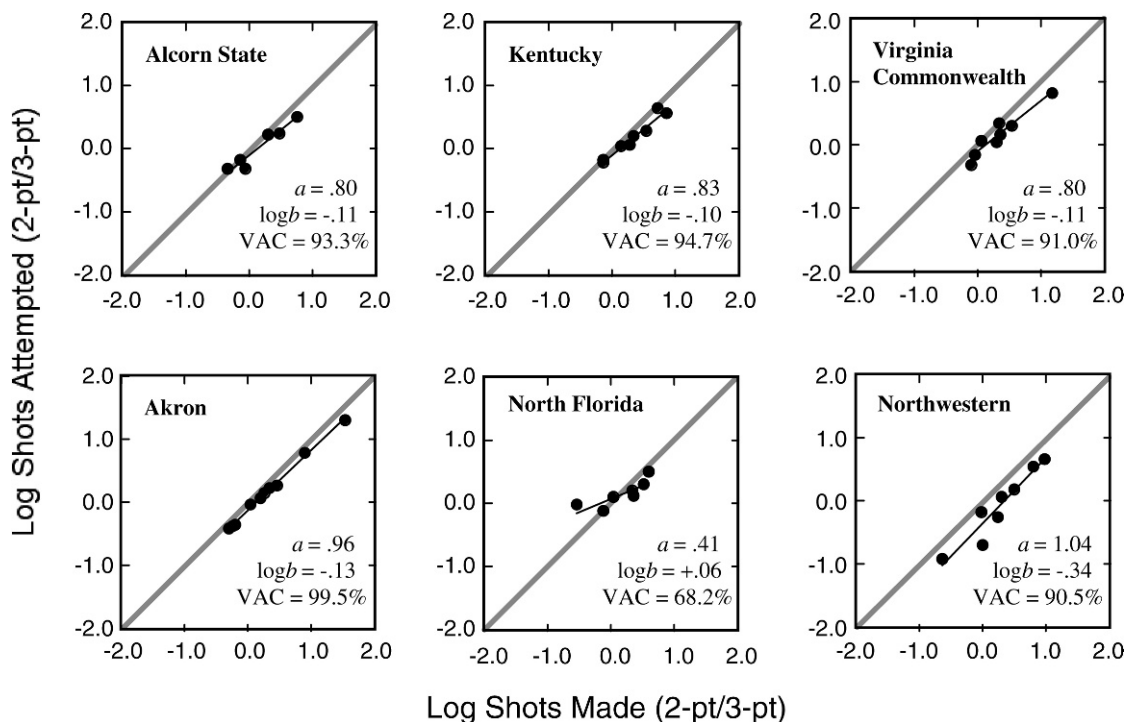 Log Shots Attempted (2-pt/3-pt)
2.0
1.0
0.0
-1.0
-2.0
-2.0 -1.0 0.0 1.0 2.0
Alcorn State
a = .80
logb = -.11
VAC = 93.3%
2.0
1.0
0.0
-1.0
-2.0
-2.0 -1.0 0.0 1.0 2.0
Kentucky
a = .83
logb = -.10
VAC = 94.7%
2.0
1.0
0.0
-1.0
-2.0
-2.0 -1.0 0.0 1.0 2.0
Virginia
Commonwealth
a = .80
logb = -.11
VAC = 91.0%
2.0
1.0
0.0
-1.0
-2.0
-2.0 -1.0 0.0 1.0 2.0
Akron
a = .96
logb = -.13
VAC = 99.5%
2.0
1.0
0.0
-1.0
-2.0
-2.0 -1.0 0.0 1.0 2.0
North Florida
a = .41
logb = +.06
VAC = 68.2%
2.0
1.0
0.0
-1.0
-2.0
-2.0 -1.0 0.0 1.0 2.0
Northwestern
a = 1.04
logb = -.34
VAC = 90.5%
Log Shots Made (2-pt/3-pt)